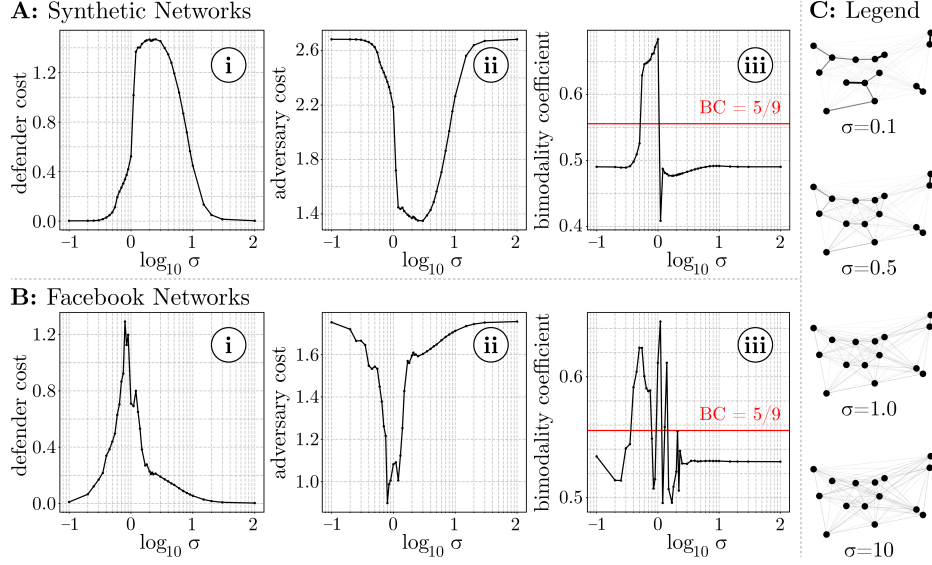 A: Synthetic Networks
defender cost
1.2
0.8
0.4
0.0
−1
0
1
2
log10 σ
i
adversary cost
2.6
2.2
1.8
1.4
−1
0
1
2
log10 σ
ii
bimodality coefficient
0.6
0.5
0.4
−1
0
1
2
log10 σ
iii
BC = 5/9
B: Facebook Networks
defender cost
1.2
0.8
0.4
0.0
−1
0
1
2
log10 σ
i
adversary cost
1.6
1.4
1.2
1.0
−1
0
1
2
log10 σ
ii
bimodality coefficient
0.6
0.5
−1
0
1
2
log10 σ
iii
BC = 5/9
C: Legend
σ=0.1
σ=0.5
σ=1.0
σ=10